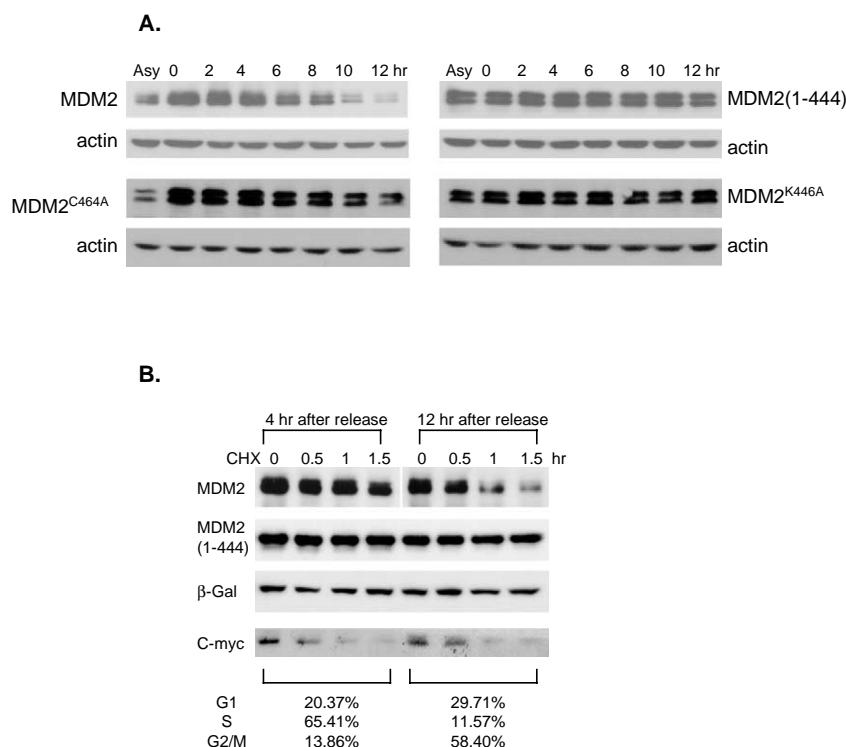 A.
Asy 0 2 4 6 8 10 12 hr
Asy 0 2 4 6 8 10 12 hr
MDM2
MDM2(1-444)
actin
actin
MDM2C464A
MDM2K446A
actin
actin
B.
4 hr after release
12 hr after release
CHX 0 0.5 1 1.5 0 0.5 1 1.5 hr
MDM2
MDM2
(1-444)
β-Gal
C-myc
G1 20.37% 29.71%
S 65.41% 11.57%
G2/M 13.86% 58.40%